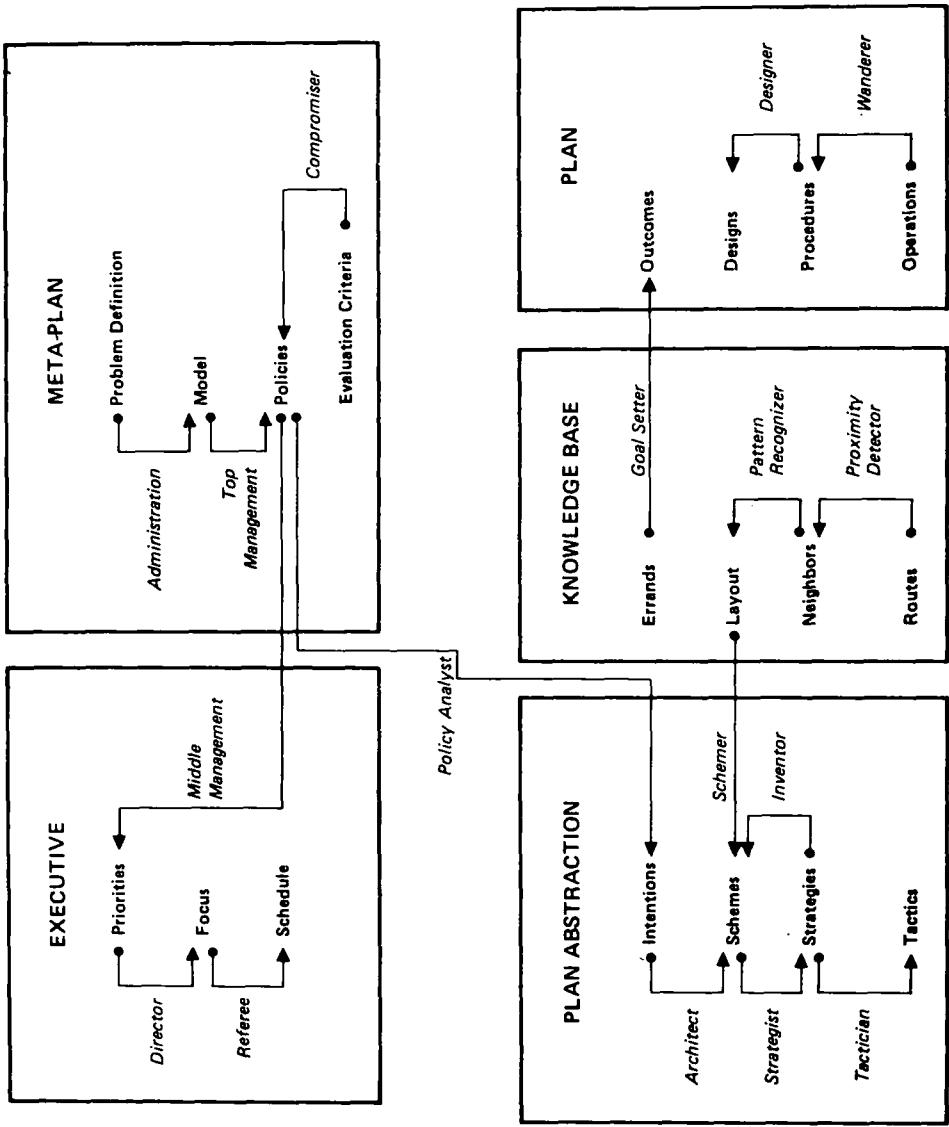 META-PLAN
Problem Definition
Administration
Model
Top
Management
Policies
Compromiser
Evaluation Criteria
EXECUTIVE
Priorities
Director
Middle
Management
Focus
Referee
Schedule
Policy Analyst
PLAN ABSTRACTION
Intentions
Architect
Schemer
Schemes
Inventor
Strategist
Strategies
Tactician
Tactics
KNOWLEDGE BASE
Errands
Goal Setter
Layout
Pattern
Recognizer
Neighbors
Proximity
Detector
Routes
PLAN
Outcomes
Designs
Designer
Procedures
Wanderer
Operations